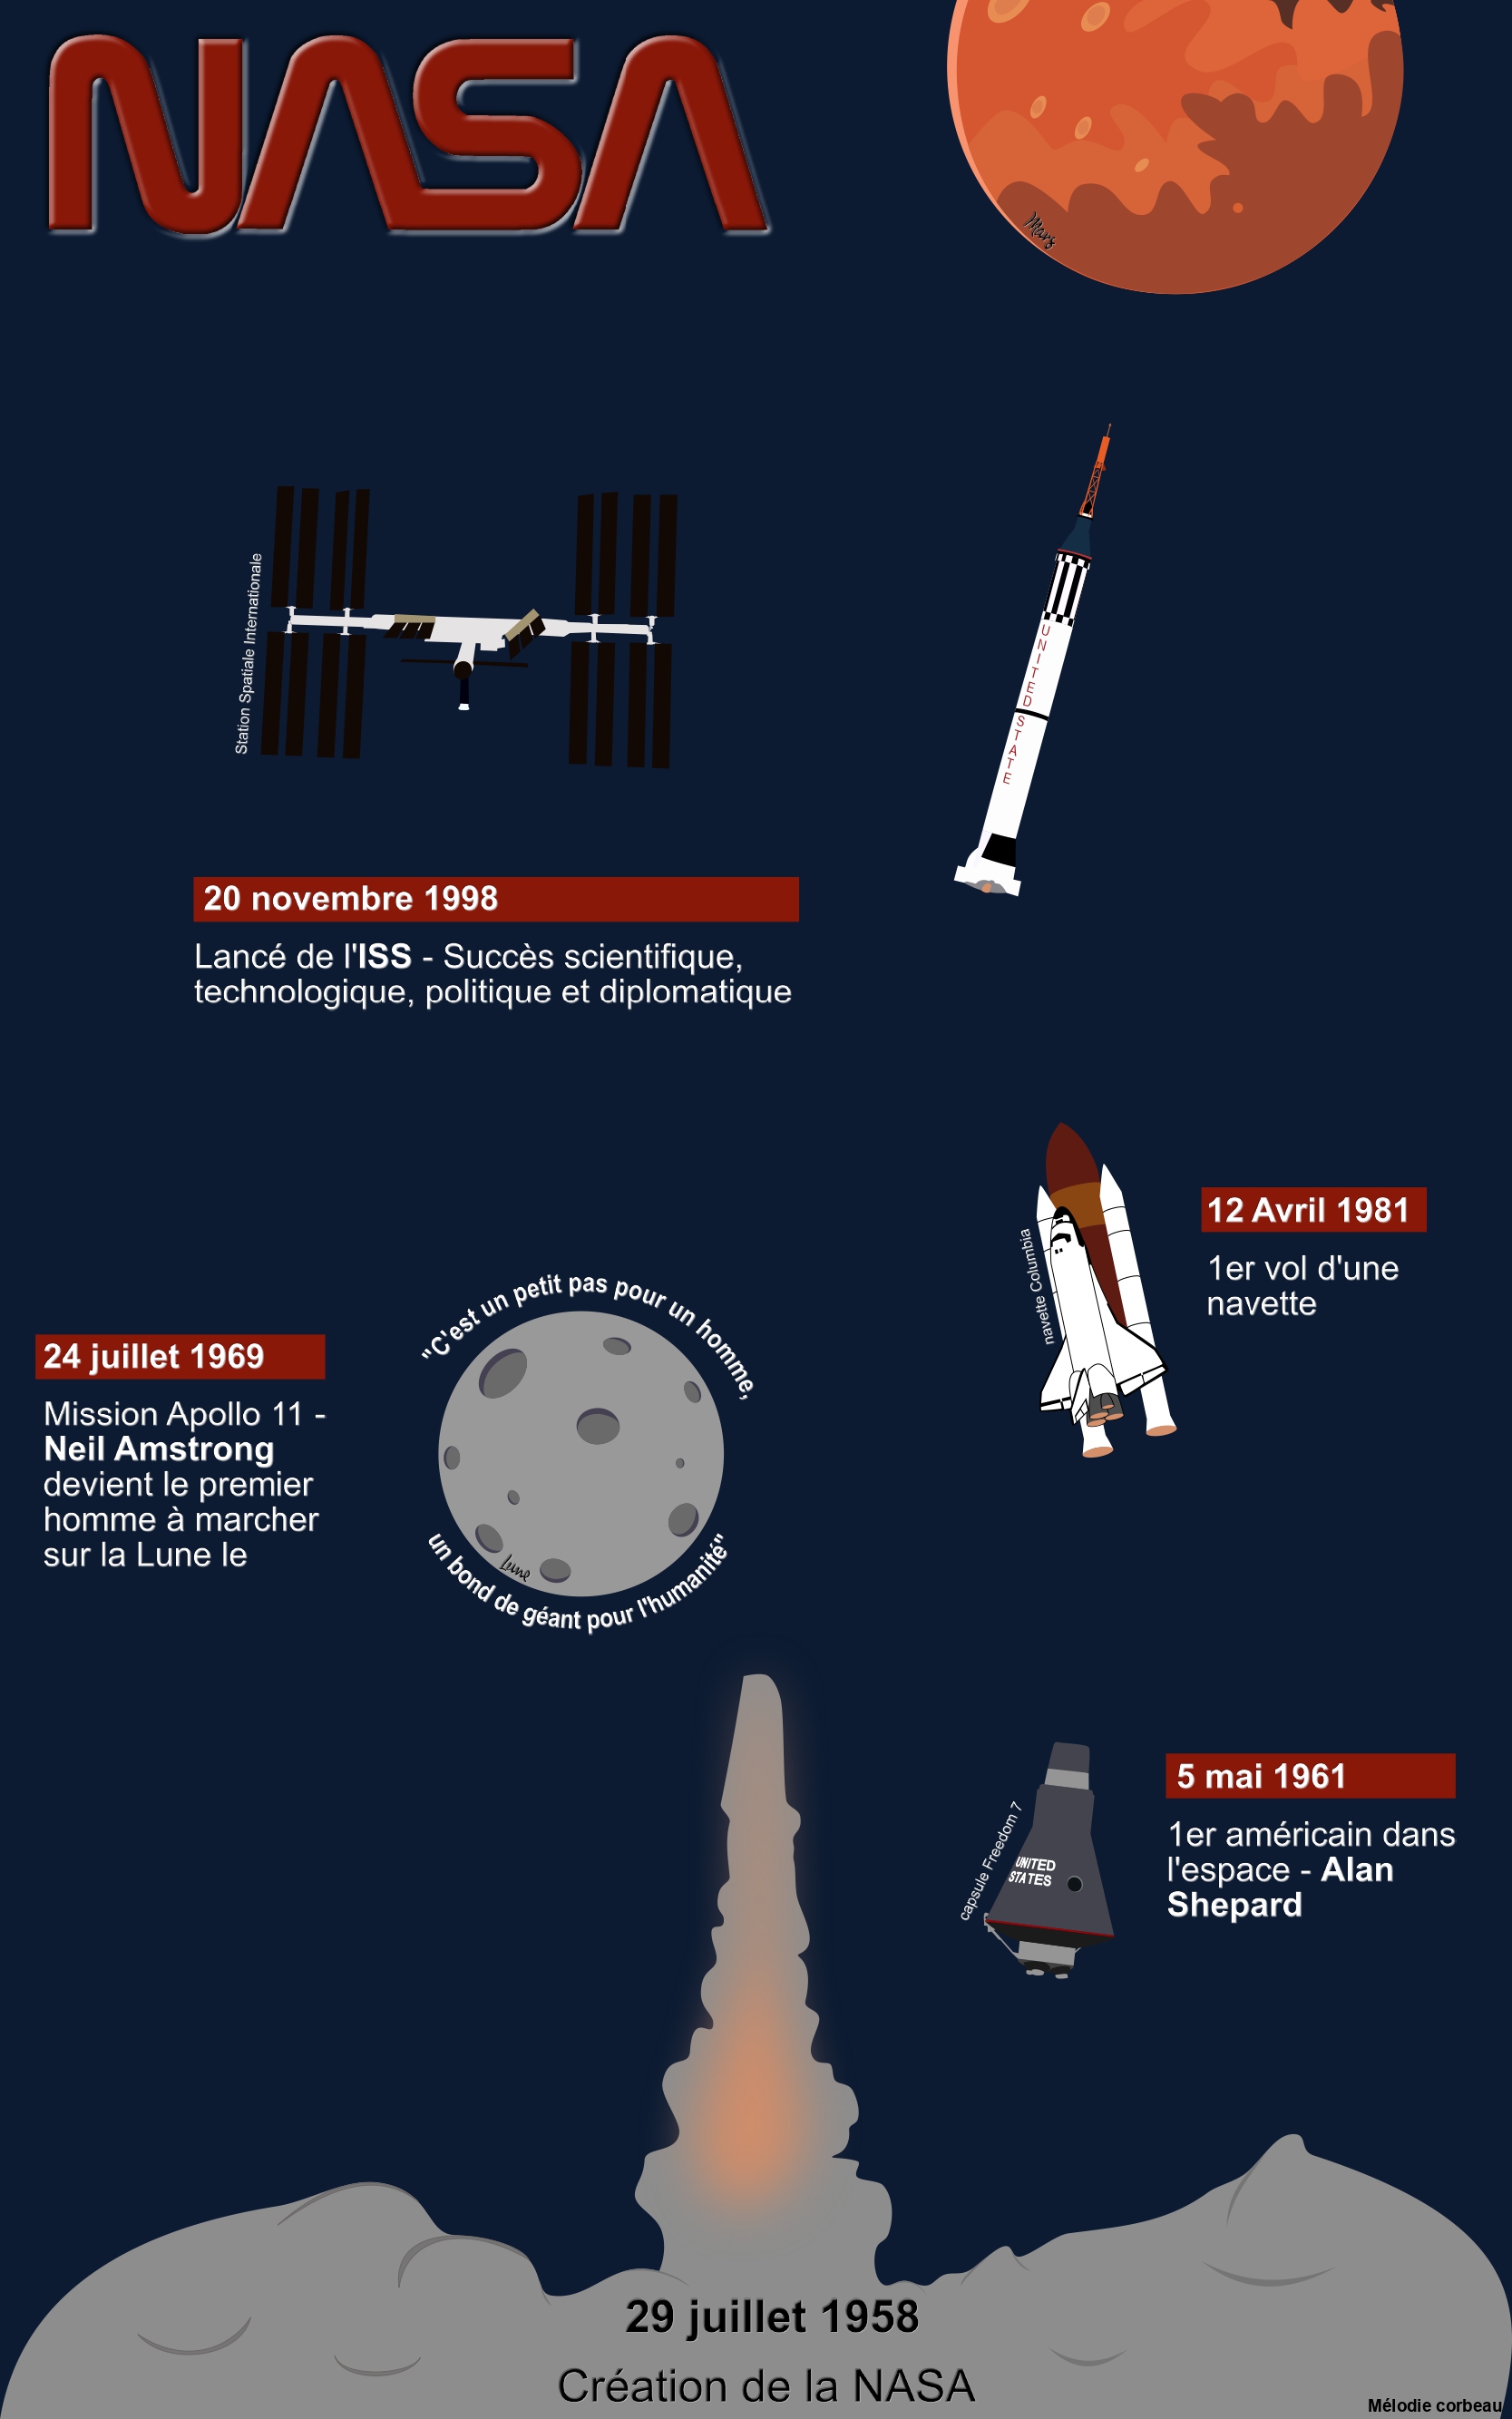 NASA
Mars
Station Spatiale Internationale
UNITED STATE
20 novembre 1998
Lancé de l'ISS - Succès scientifique,
technologique, politique et diplomatique
navette Columbia
12 Avril 1981
1er vol d'une
navette
"C'est un petit pas pour un homme,
un bond de géant pour l'humanité"
Lune
24 juillet 1969
Mission Apollo 11 -
Neil Amstrong
devient le premier
homme à marcher
sur la Lune le
capsule Freedom 7
UNITED
STATES
5 mai 1961
1er américain dans
l'espace - Alan
Shepard
29 juillet 1958
Création de la NASA
Mélodie corbeau